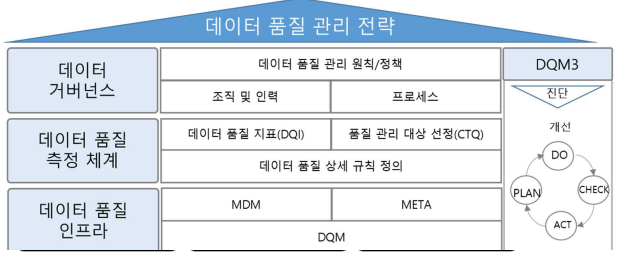 데이터 품질 관리 전략
데이터
거버넌스
데이터 품질 관리 원칙/정책
조직 및 인력
프로세스
데이터 품질
측정 체계
데이터 품질 지표(DQI)
품질 관리 대상 선정(CTQ)
데이터 품질 상세 규칙 정의
데이터 품질
인프라
MDM
META
DQM
DQM3
진단
개선
DO
PLAN
CHECK
ACT